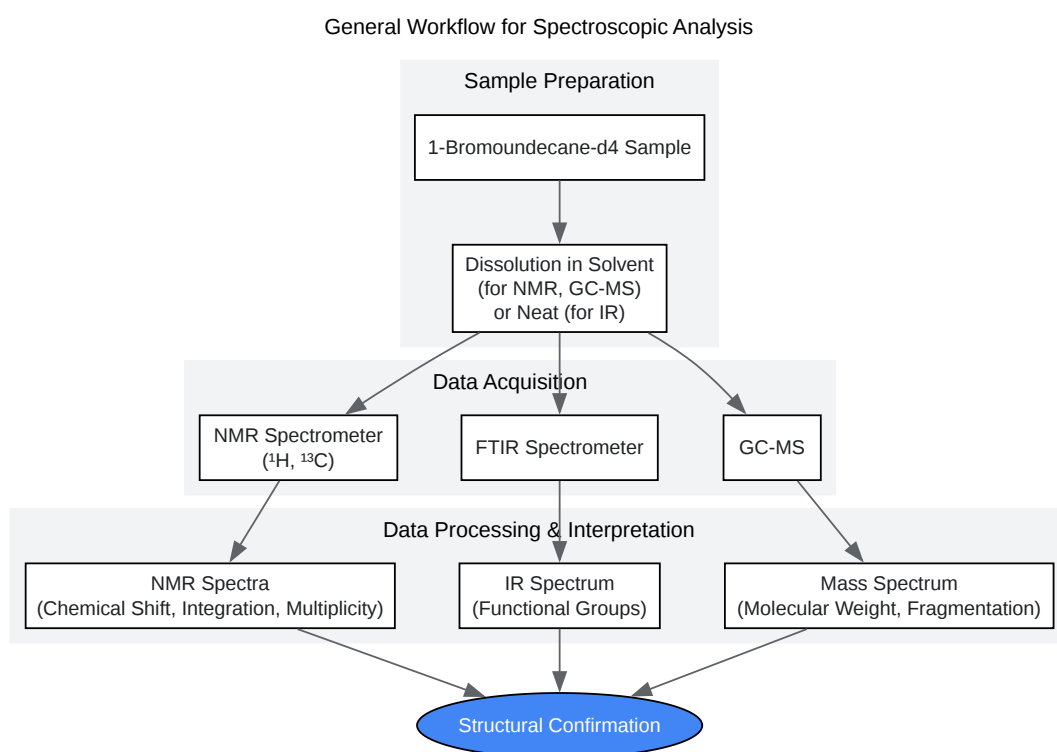 General Workflow for Spectroscopic Analysis
Sample Preparation
1-Bromoundecane-d4 Sample
Dissolution in Solvent
(for NMR, GC-MS)
or Neat (for IR)
Data Acquisition
NMR Spectrometer
(¹H, ¹³C)
FTIR Spectrometer
GC-MS
Data Processing & Interpretation
NMR Spectra
(Chemical Shift, Integration, Multiplicity)
IR Spectrum
(Functional Groups)
Mass Spectrum
(Molecular Weight, Fragmentation)
Structural Confirmation